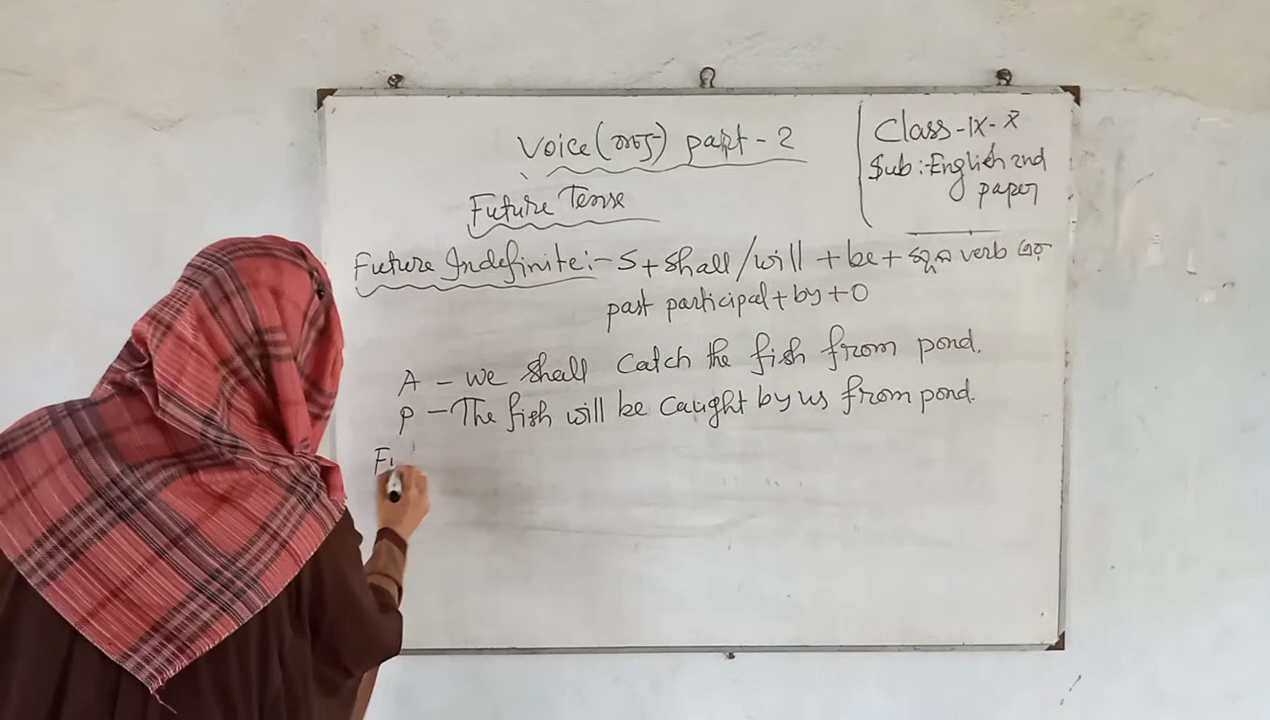 Voice (বাচ্য) part - 2
Class - IX - X
Sub :- English 2nd
paper
Future Tense
Future Indefinite :- S + shall / will + be + মূল verb এর
past participal + by + O
A - we shall catch the fish from pond.
P - The fish will be caught by us from pond.